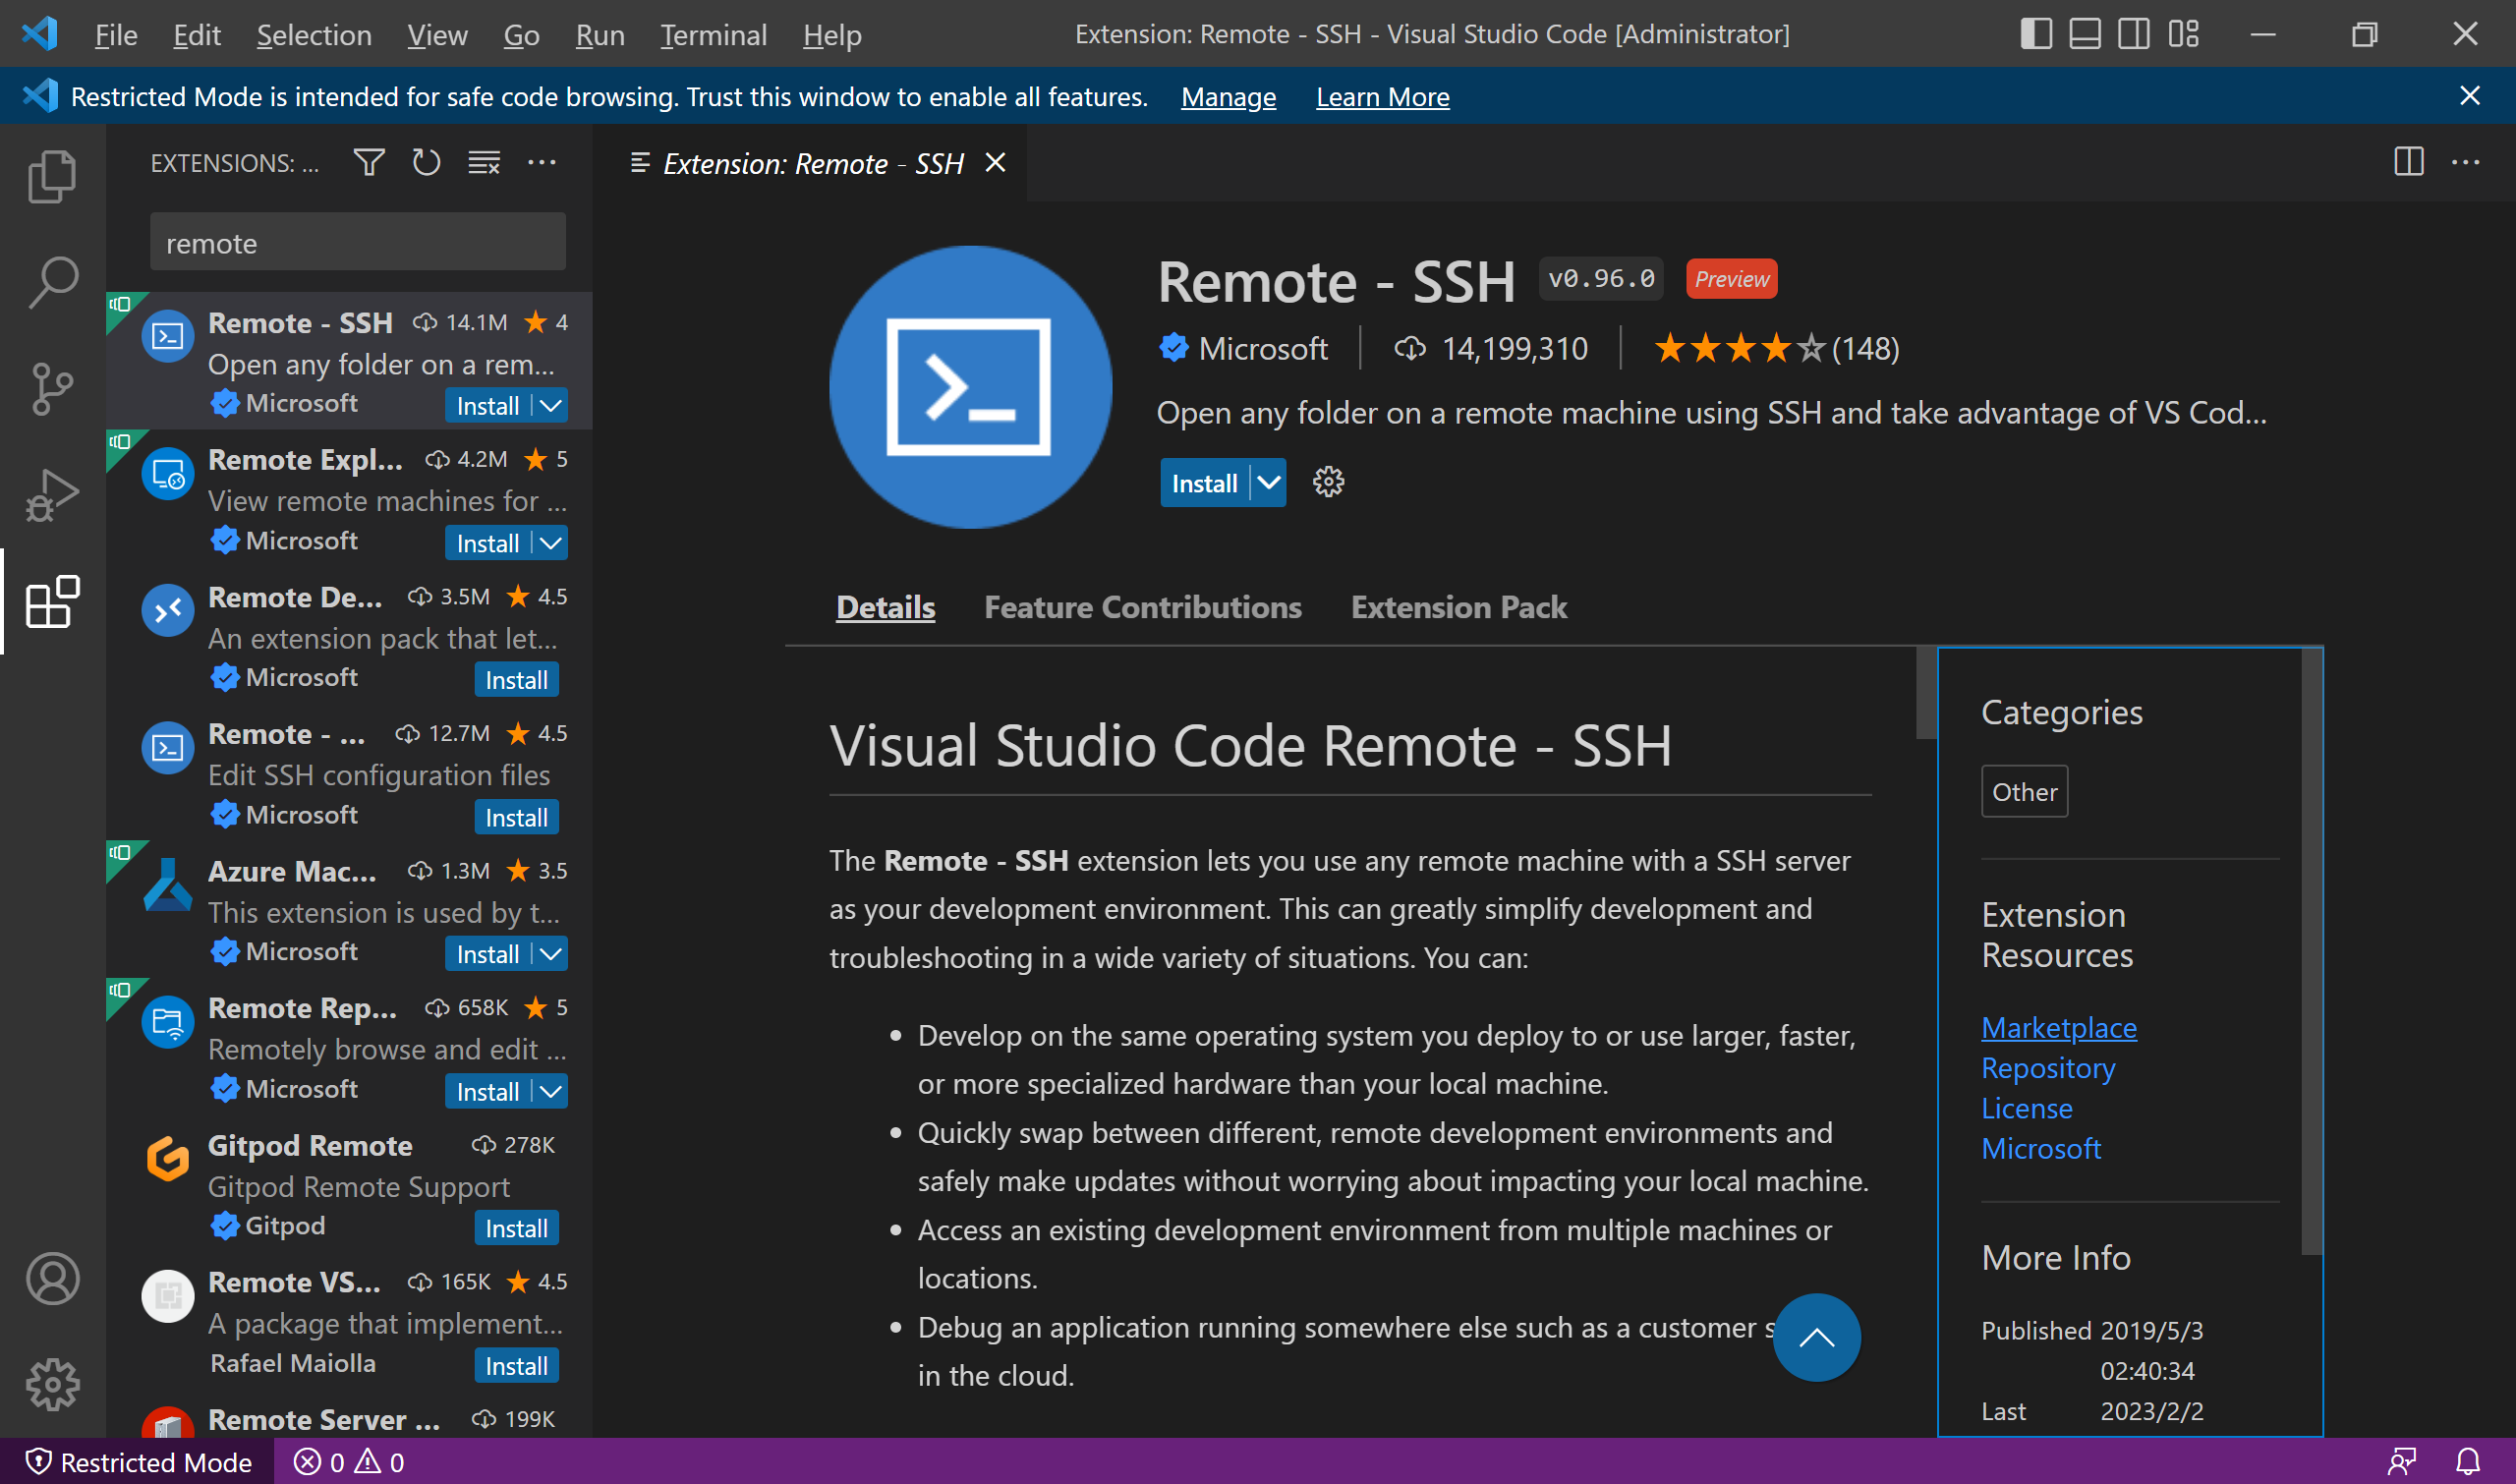 File Edit Selection View Go Run Terminal Help
Extension: Remote - SSH - Visual Studio Code [Administrator]
Restricted Mode is intended for safe code browsing. Trust this window to enable all features. Manage Learn More
EXTENSIONS: ...
remote
Remote - SSH 14.1M 4
Open any folder on a rem...
Microsoft Install
Remote Expl... 4.2M 5
View remote machines for ...
Microsoft Install
Remote De... 3.5M 4.5
An extension pack that let...
Microsoft Install
Remote - ... 12.7M 4.5
Edit SSH configuration files
Microsoft Install
Azure Mac... 1.3M 3.5
This extension is used by t...
Microsoft Install
Remote Rep... 658K 5
Remotely browse and edit ...
Microsoft Install
Gitpod Remote 278K
Gitpod Remote Support
Gitpod Install
Remote VS... 165K 4.5
A package that implement...
Rafael Maiolla Install
Remote Server ... 199K
Extension: Remote - SSH
Remote - SSH v0.96.0 Preview
Microsoft 14,199,310 (148)
Open any folder on a remote machine using SSH and take advantage of VS Cod...
Install
Details Feature Contributions Extension Pack
Visual Studio Code Remote - SSH
The Remote - SSH extension lets you use any remote machine with a SSH server
as your development environment. This can greatly simplify development and
troubleshooting in a wide variety of situations. You can:
• Develop on the same operating system you deploy to or use larger, faster,
or more specialized hardware than your local machine.
• Quickly swap between different, remote development environments and
safely make updates without worrying about impacting your local machine.
• Access an existing development environment from multiple machines or
locations.
• Debug an application running somewhere else such as a customer s
in the cloud.
Categories
Other
Extension
Resources
Marketplace
Repository
License
Microsoft
More Info
Published 2019/5/3
02:40:34
Last 2023/2/2
Restricted Mode 0 0